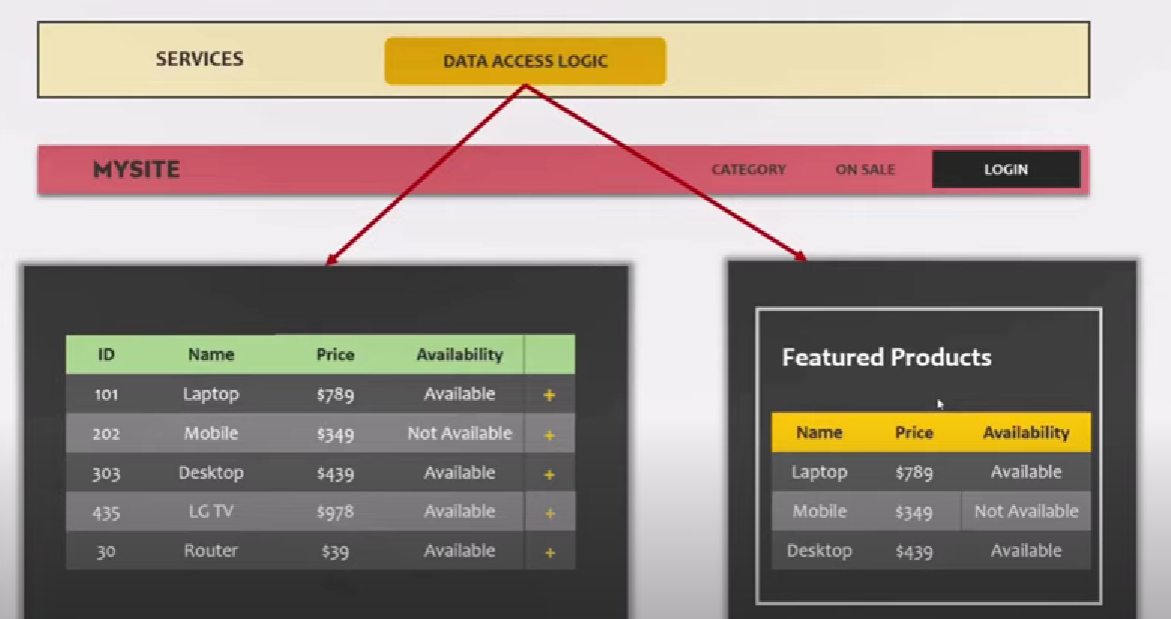 SERVICES DATA ACCESS LOGIC
MYSITE CATEGORY ON SALE LOGIN
ID Name Price Availability
101 Laptop $789 Available +
202 Mobile $349 Not Available +
303 Desktop $439 Available +
435 LG TV $978 Available +
30 Router $39 Available +
Featured Products
Name Price Availability
Laptop $789 Available
Mobile $349 Not Available
Desktop $439 Available